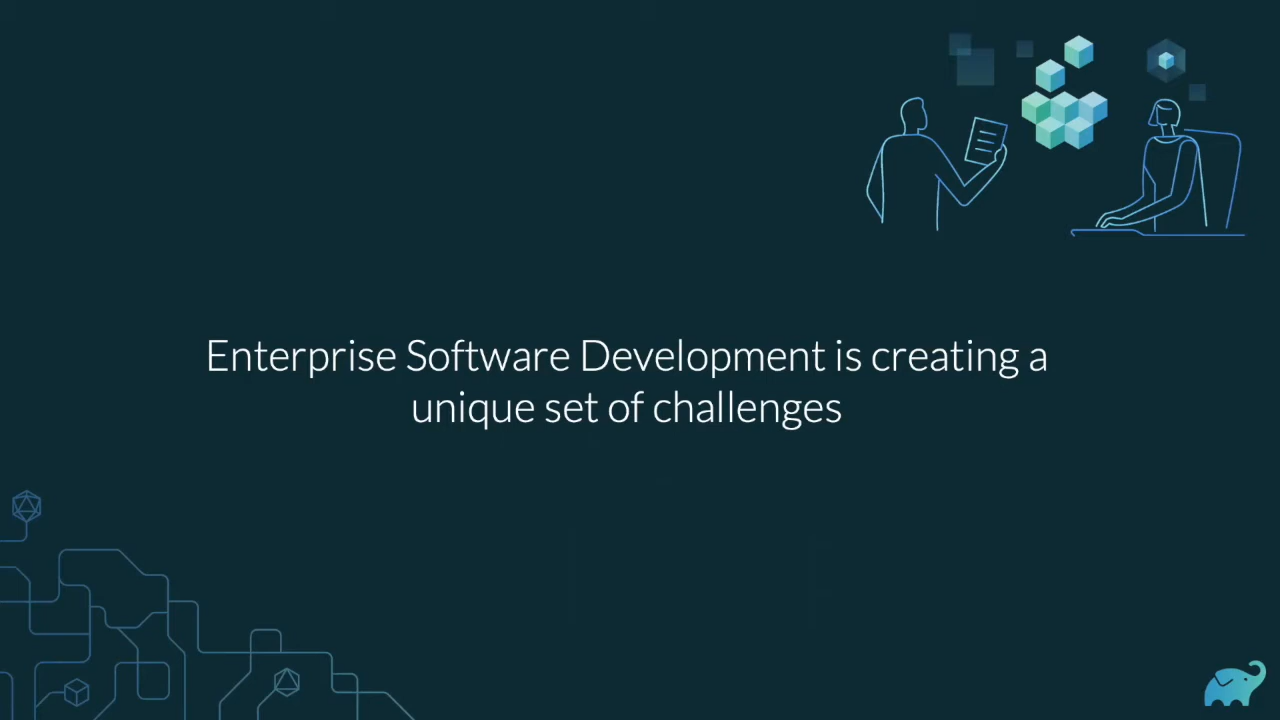 Enterprise Software Development is creating a
unique set of challenges